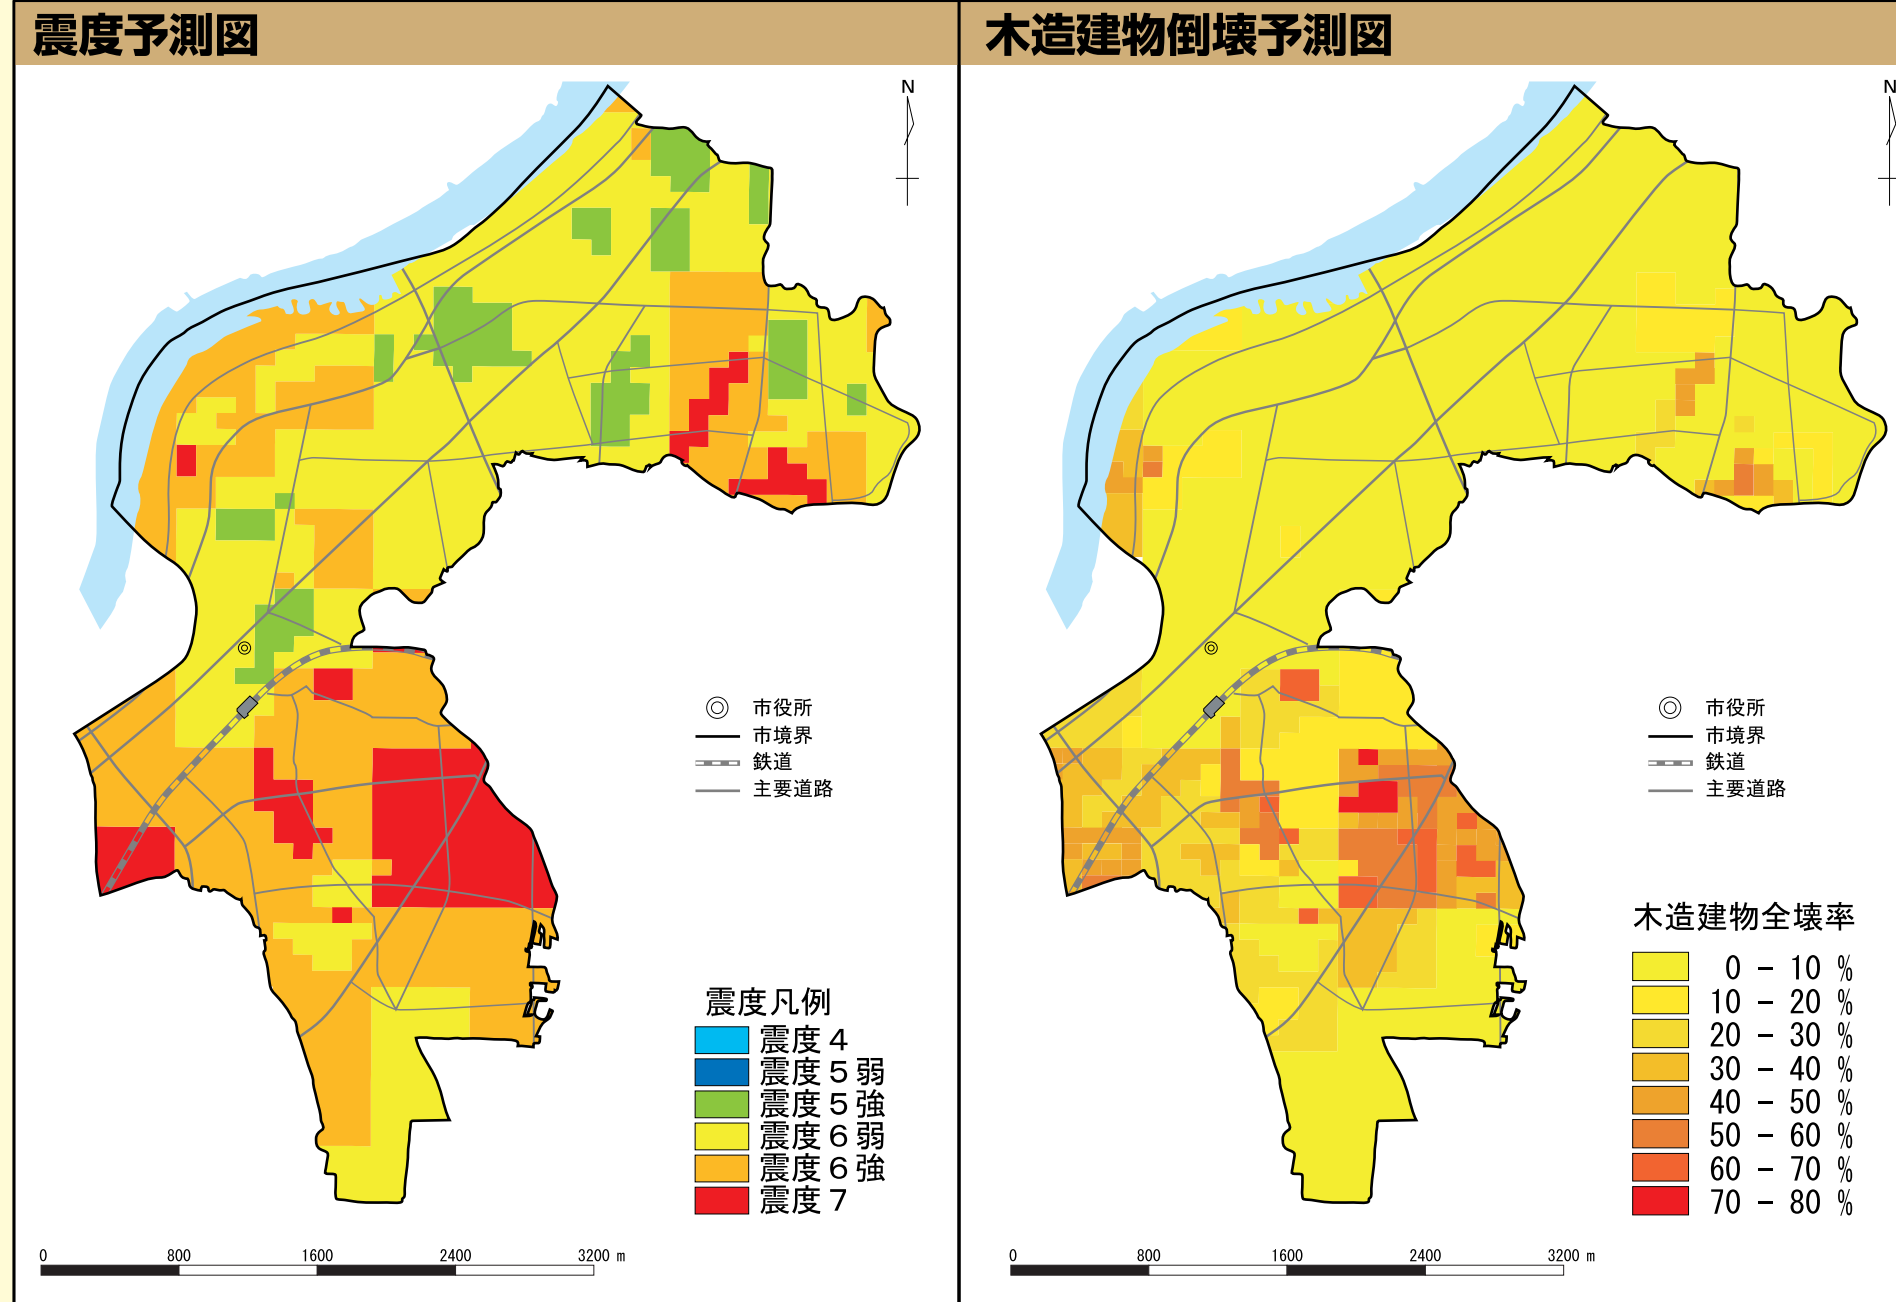 震度予測図
N
市役所
市境界
鉄道
主要道路
震度凡例
震度４
震度５弱
震度５強
震度６弱
震度６強
震度７
0 800 1600 2400 3200 m
木造建物倒壊予測図
N
市役所
市境界
鉄道
主要道路
木造建物全壊率
0 － 10 %
10 － 20 %
20 － 30 %
30 － 40 %
40 － 50 %
50 － 60 %
60 － 70 %
70 － 80 %
0 800 1600 2400 3200 m